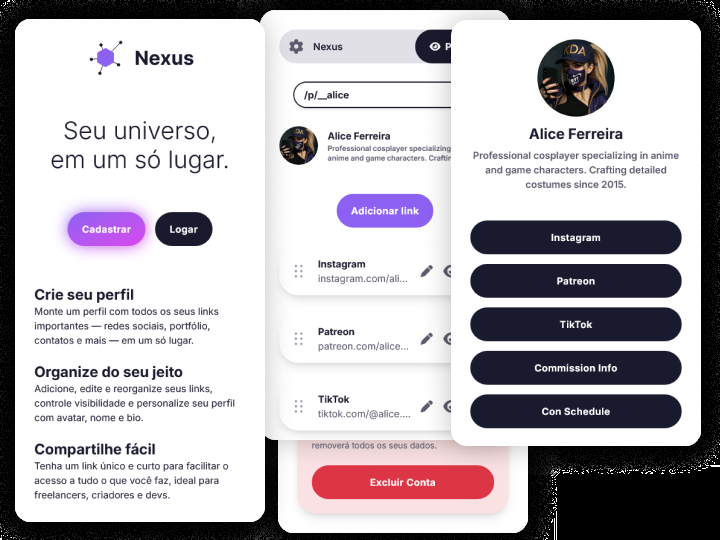 Nexus
Seu universo,
em um só lugar.
Cadastrar
Logar
Crie seu perfil
Monte um perfil com todos os seus links
importantes — redes sociais, portfólio,
contatos e mais — em um só lugar.
Organize do seu jeito
Adicione, edite e reorganize seus links,
controle visibilidade e personalize seu perfil
com avatar, nome e bio.
Compartilhe fácil
Tenha um link único e curto para facilitar o
acesso a tudo o que você faz, ideal para
freelancers, criadores e devs.
Nexus
/p/__alice
Alice Ferreira
Professional cosplayer specializing
anime and game characters.
Adicionar link
Instagram
instagram.com/ali...
Patreon
patreon.com/alice...
TikTok
tiktok.com/@alice....
removerá todos os seus dados.
Excluir Conta
KDA
Alice Ferreira
Professional cosplayer specializing in anime
and game characters. Crafting detailed
costumes since 2015.
Instagram
Patreon
TikTok
Commission Info
Con Schedule